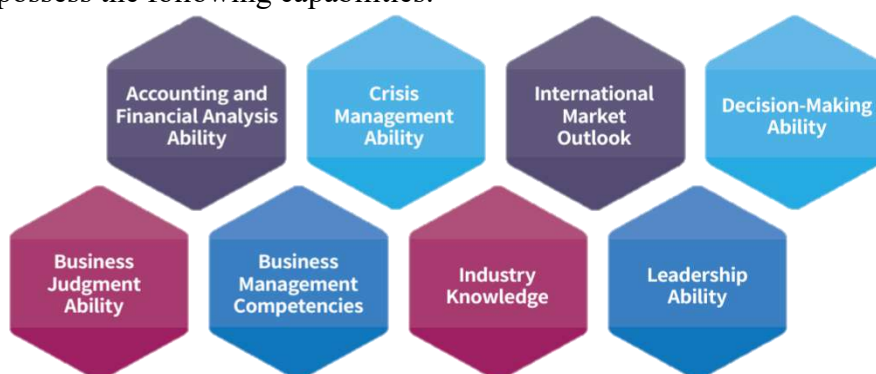 possess the following capabilities:
Accounting and
Financial Analysis
Ability
Crisis
Management
Ability
International
Market
Outlook
Decision-Making
Ability
Business
Judgment
Ability
Business
Management
Competencies
Industry
Knowledge
Leadership
Ability